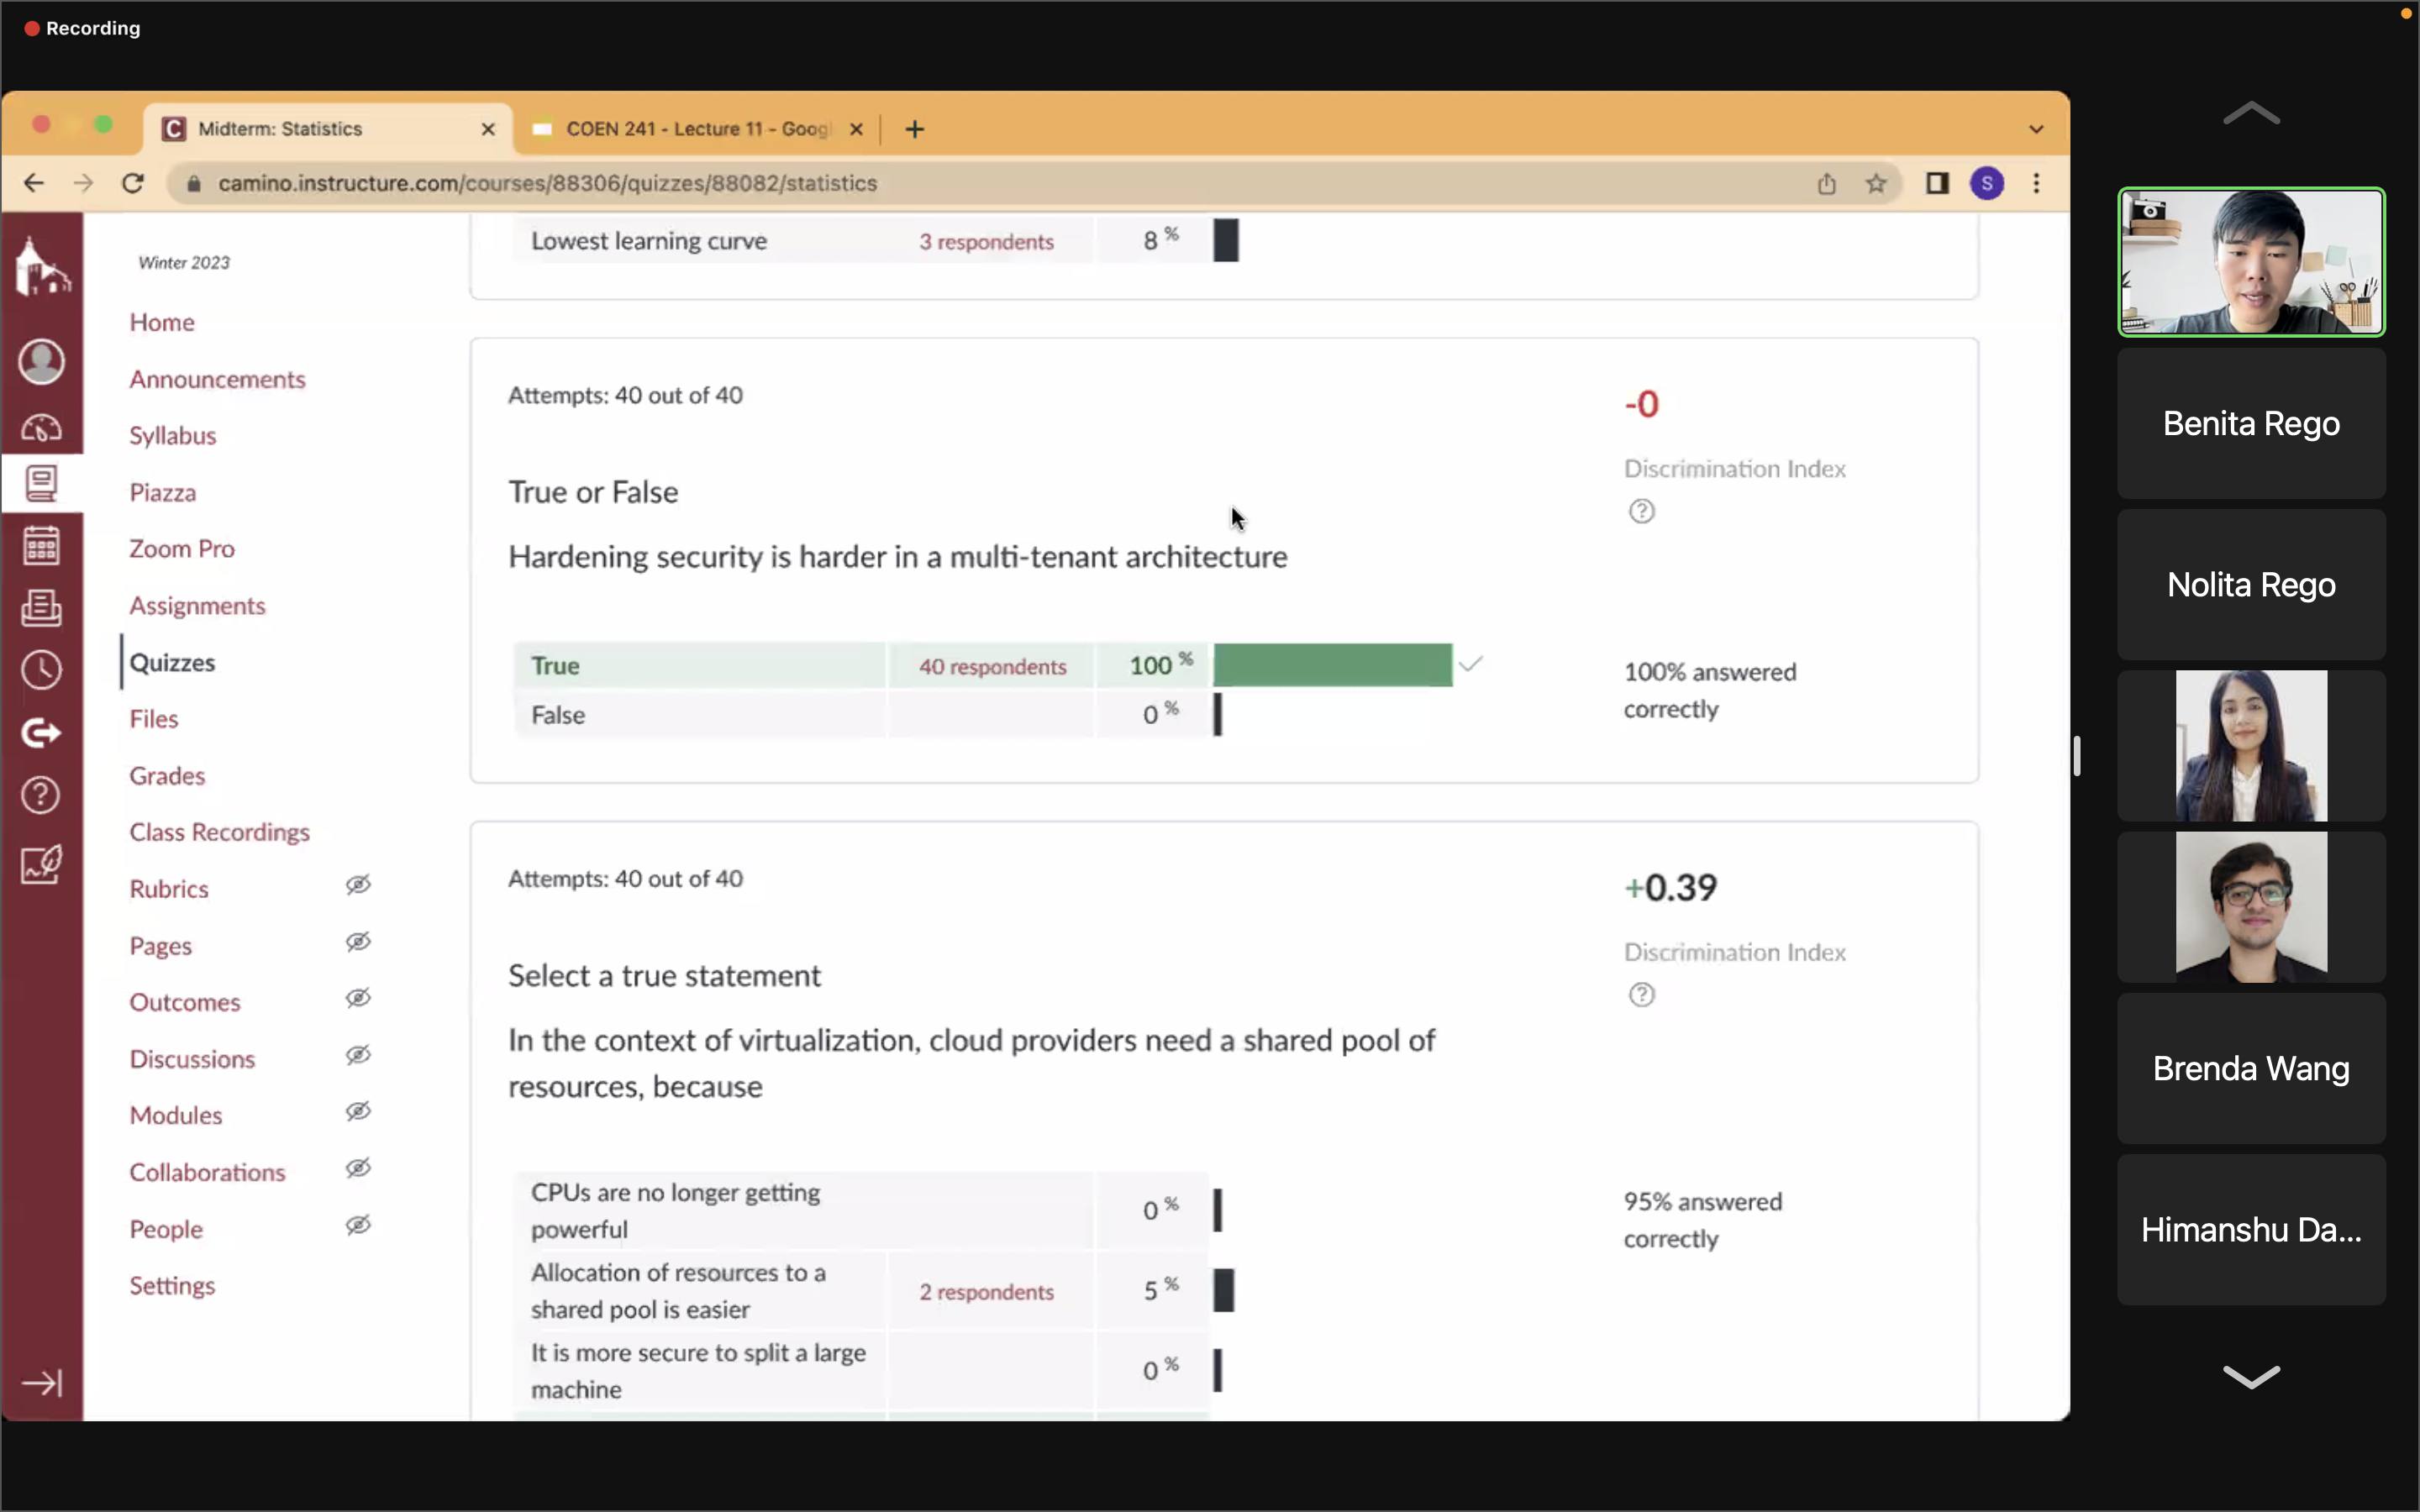 Recording
Midterm: Statistics
COEN 241 - Lecture 11 - Goog
camino.instructure.com/courses/88306/quizzes/88082/statistics
S
Winter 2023
Home
Announcements
Syllabus
Piazza
Zoom Pro
Assignments
Quizzes
Files
Grades
Class Recordings
Rubrics
Pages
Outcomes
Discussions
Modules
Collaborations
People
Settings
Lowest learning curve 3 respondents 8 %
Attempts: 40 out of 40
-0
Discrimination Index
True or False
Hardening security is harder in a multi-tenant architecture
True 40 respondents 100 %
False 0 %
100% answered
correctly
Attempts: 40 out of 40
+0.39
Discrimination Index
Select a true statement
In the context of virtualization, cloud providers need a shared pool of
resources, because
CPUs are no longer getting
powerful 0 %
Allocation of resources to a
shared pool is easier 2 respondents 5 %
It is more secure to split a large
machine 0 %
95% answered
correctly
Benita Rego
Nolita Rego
Brenda Wang
Himanshu Da...